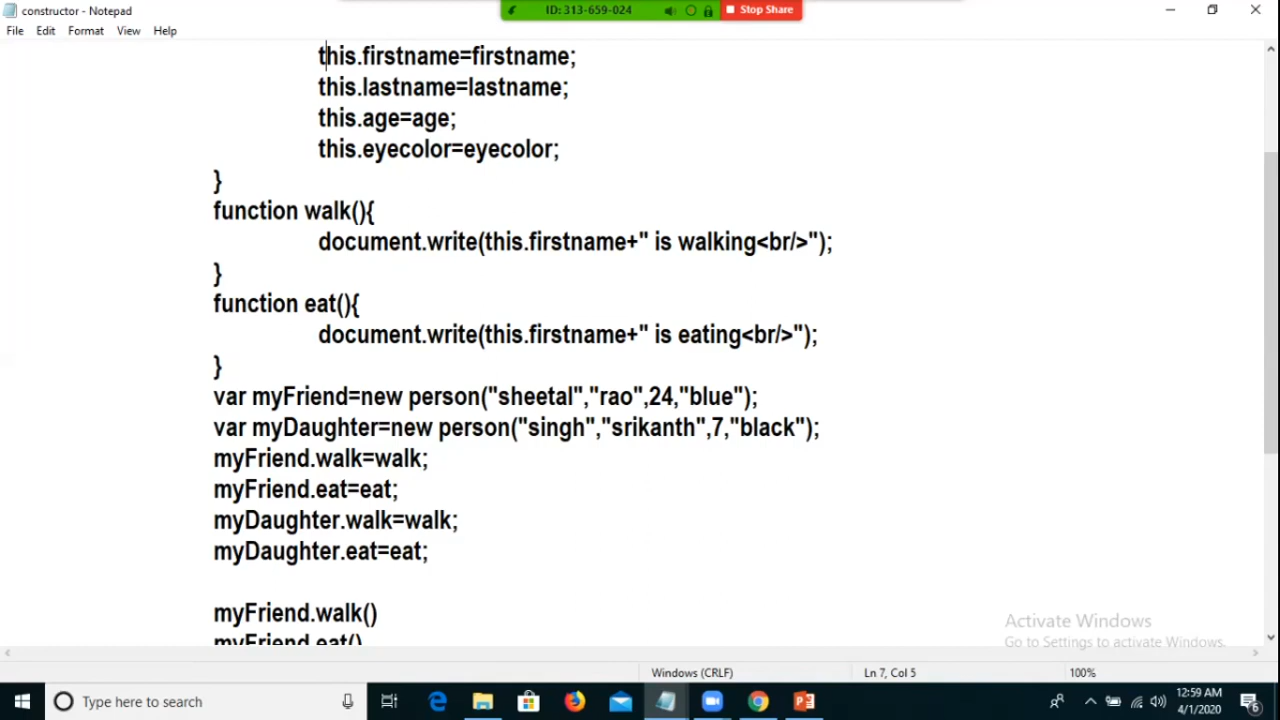 constructor - Notepad
ID: 313-659-024
Stop Share
File Edit Format View Help
this.firstname=firstname;
this.lastname=lastname;
this.age=age;
this.eyecolor=eyecolor;
}
function walk(){
document.write(this.firstname+" is walking<br/>");
}
function eat(){
document.write(this.firstname+" is eating<br/>");
}
var myFriend=new person("sheetal","rao",24,"blue");
var myDaughter=new person("singh","srikanth",7,"black");
myFriend.walk=walk;
myFriend.eat=eat;
myDaughter.walk=walk;
myDaughter.eat=eat;
myFriend.walk()
myFriend.eat()
Activate Windows
Go to Settings to activate Windows.
Windows (CRLF) Ln 7, Col 5 100%
Type here to search
12:59 AM
4/1/2020
6